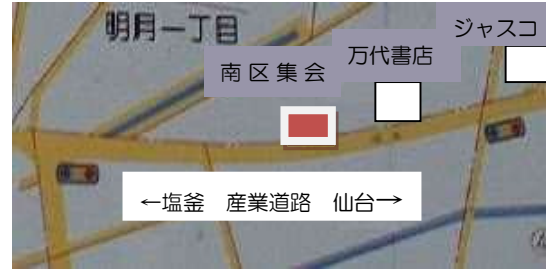 明月一丁目
ジャスコ
万代書店
南区集会
←塩釜　産業道路　仙台→